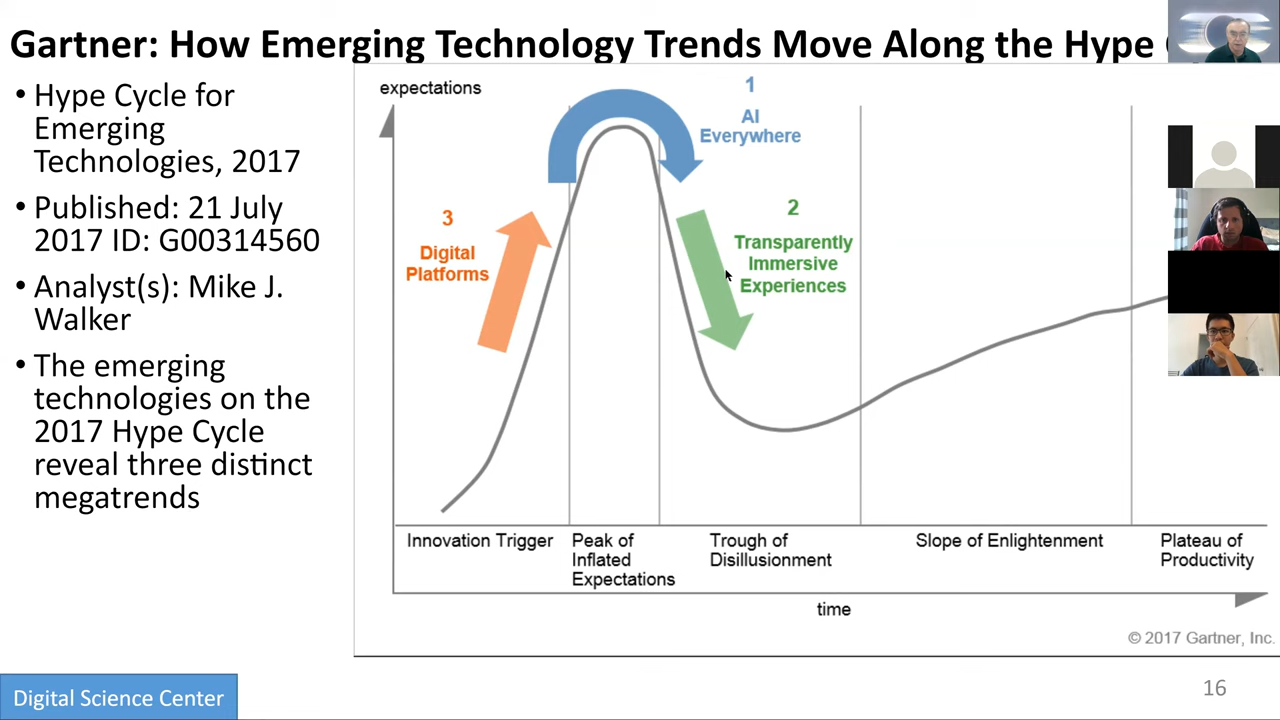 Gartner: How Emerging Technology Trends Move Along the Hype
• Hype Cycle for
Emerging
Technologies, 2017
• Published: 21 July
2017 ID: G00314560
• Analyst(s): Mike J.
Walker
• The emerging
technologies on the
2017 Hype Cycle
reveal three distinct
megatrends
expectations
1
AI
Everywhere
3
Digital
Platforms
2
Transparently
Immersive
Experiences
Innovation Trigger
Peak of
Inflated
Expectations
Trough of
Disillusionment
Slope of Enlightenment
Plateau of
Productivity
time
© 2017 Gartner, Inc.
Digital Science Center
16